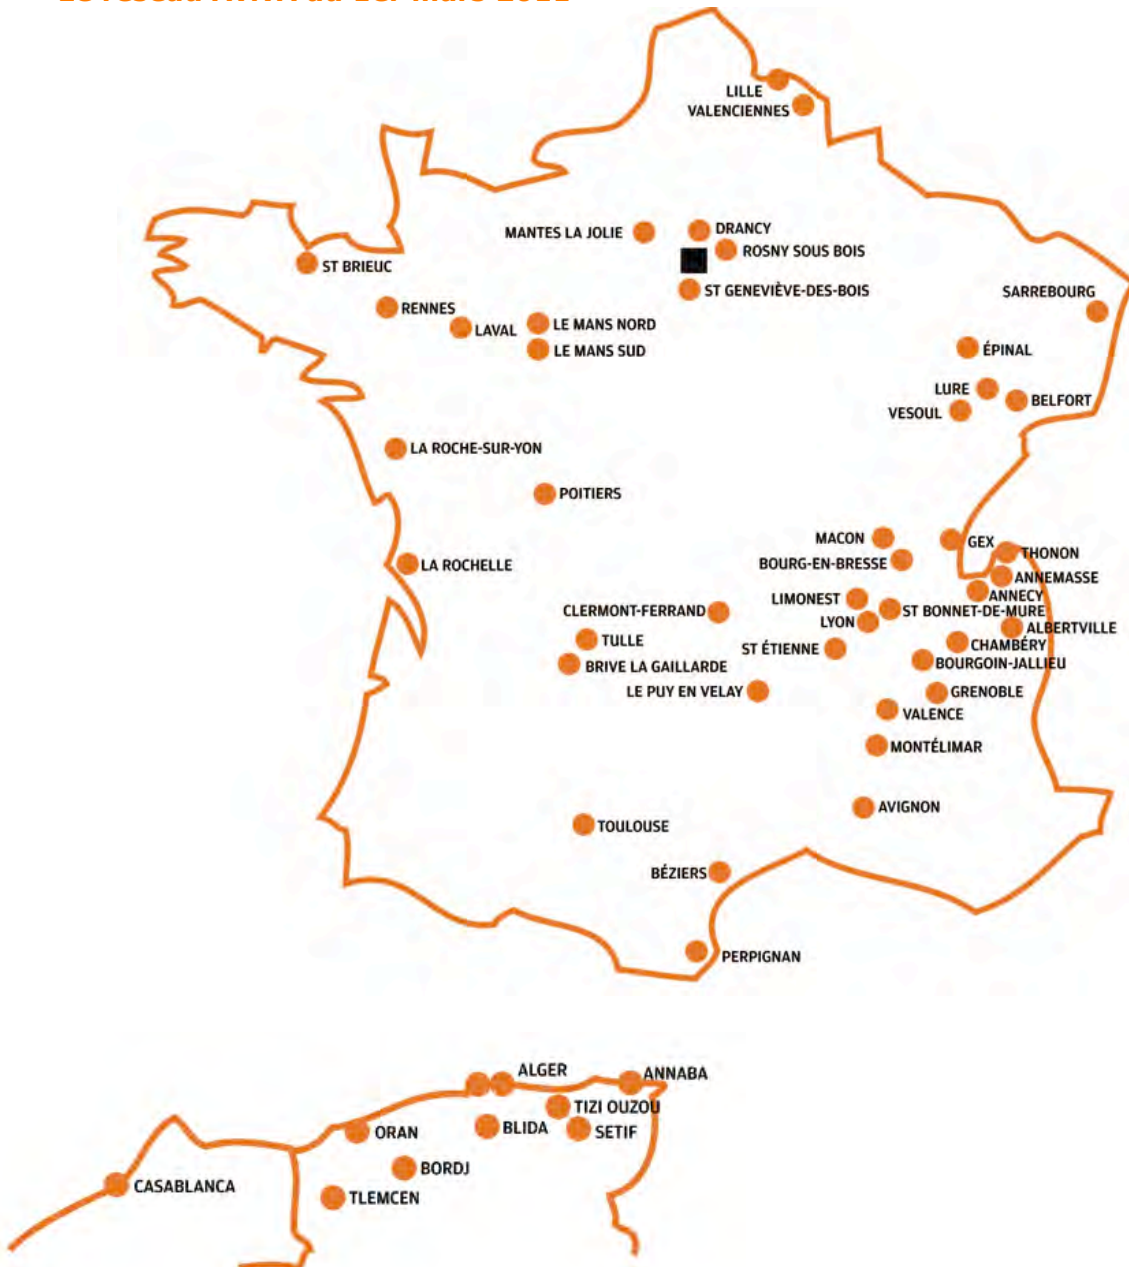 LILLE
VALENCIENNES
MANTES LA JOLIE
DRANCY
ROSNY SOUS BOIS
ST BRIEUC
ST GENEVIÈVE-DES-BOIS
SARREBOURG
RENNES
LAVAL
LE MANS NORD
LE MANS SUD
ÉPINAL
LURE
BELFORT
VESOUL
LA ROCHE-SUR-YON
POITIERS
MACON
GEX
THONON
BOURG-EN-BRESSE
LA ROCHELLE
ANNEMASSE
ANNECY
LIMONEST
CLERMONT-FERRAND
ST BONNET-DE-MURE
LYON
ALBERTVILLE
TULLE
CHAMBÉRY
ST ÉTIENNE
BRIVE LA GAILLARDE
BOURGOIN-JALLIEU
LE PUY EN VELAY
GRENOBLE
VALENCE
MONTÉLIMAR
AVIGNON
TOULOUSE
BÉZIERS
PERPIGNAN
ALGER
ANNABA
TIZI OUZOU
ORAN
BLIDA
SETIF
BORDJ
CASABLANCA
TLEMCEN